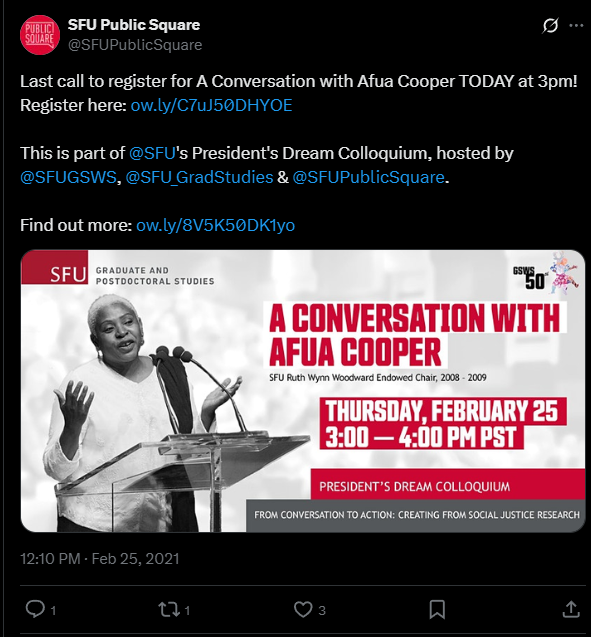 PUBLIC
SQUARE
SFU Public Square
@SFUPublicSquare
Last call to register for A Conversation with Afua Cooper TODAY at 3pm!
Register here: ow.ly/C7uJ50DHYOE
This is part of @SFU's President's Dream Colloquium, hosted by
@SFUGSWS, @SFU_GradStudies & @SFUPublicSquare.
Find out more: ow.ly/8V5K50DK1yo
SFU
GRADUATE AND
POSTDOCTORAL STUDIES
GSWS
50
A CONVERSATION WITH
AFUA COOPER
SFU Ruth Wynn Woodward Endowed Chair, 2008 - 2009
THURSDAY, FEBRUARY 25
3:00 — 4:00 PM PST
PRESIDENT'S DREAM COLLOQUIUM
FROM CONVERSATION TO ACTION: CREATING FROM SOCIAL JUSTICE RESEARCH
12:10 PM · Feb 25, 2021
1
1
3